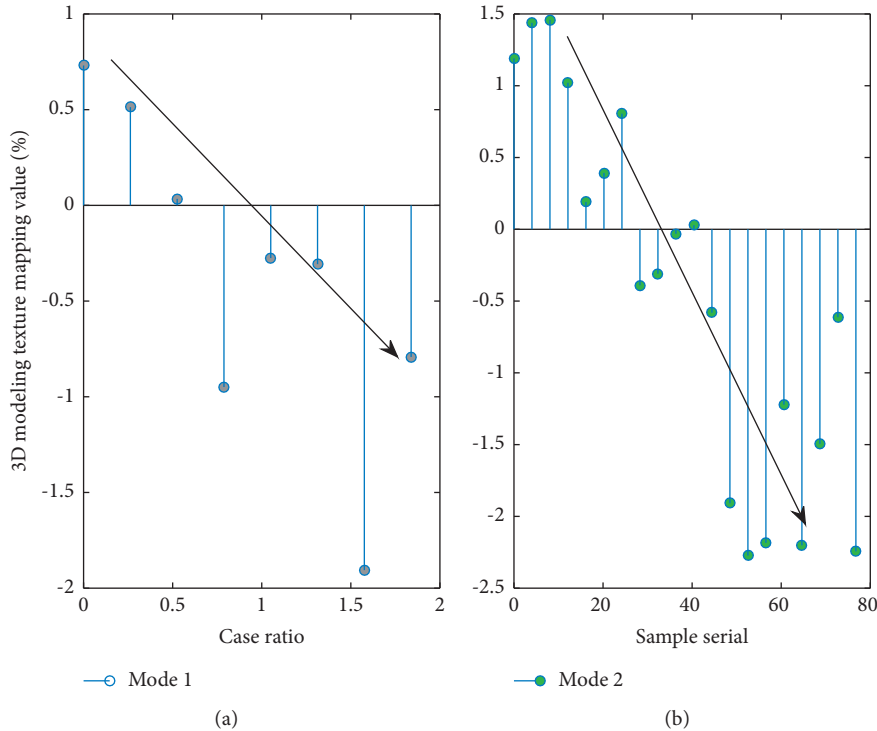 3D modeling texture mapping value (%)
1
0.5
0
-0.5
-1
-1.5
-2
0 0.5 1 1.5 2
Case ratio
Mode 1
(a)
1.5
1
0.5
0
-0.5
-1
-1.5
-2
-2.5
0 20 40 60 80
Sample serial
Mode 2
(b)